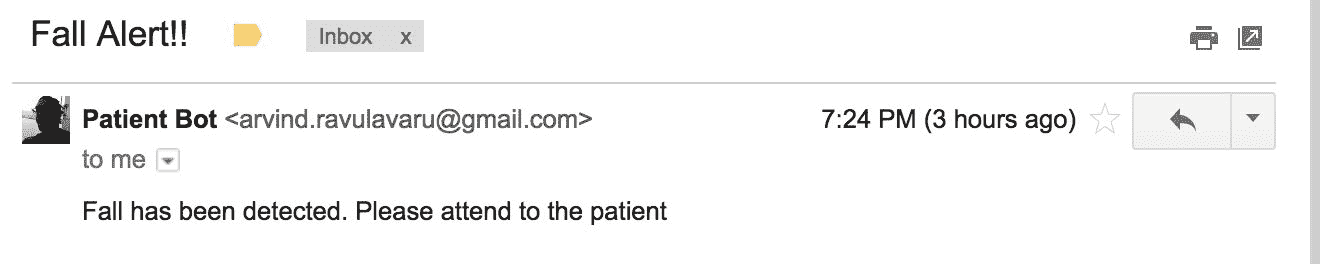 Fall Alert!! Inbox x
Patient Bot <arvind.ravulavaru@gmail.com> 7:24 PM (3 hours ago)
to me
Fall has been detected. Please attend to the patient